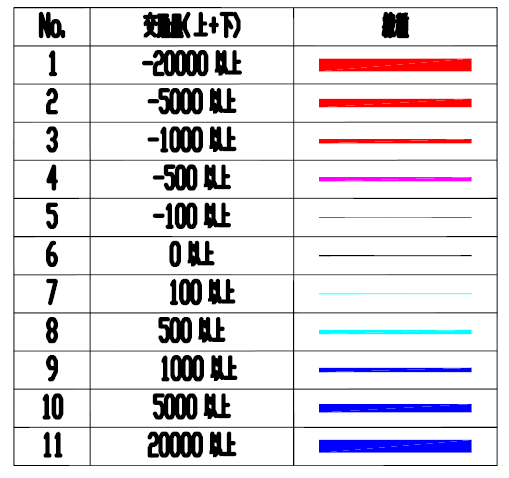 No. 交通量(上+下) 線種
1 -20000 以上
2 -5000 以上
3 -1000 以上
4 -500 以上
5 -100 以上
6 0 以上
7 100 以上
8 500 以上
9 1000 以上
10 5000 以上
11 20000 以上